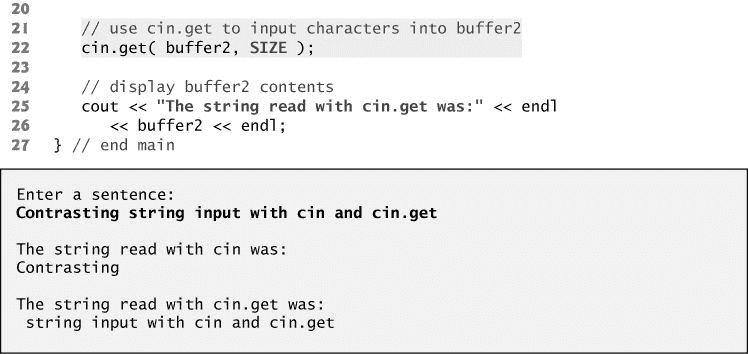 20
21 // use cin.get to input characters into buffer2
22 cin.get( buffer2, SIZE );
23
24 // display buffer2 contents
25 cout << "The string read with cin.get was:" << endl
26 << buffer2 << endl;
27 } // end main
Enter a sentence:
Contrasting string input with cin and cin.get
The string read with cin was:
Contrasting
The string read with cin.get was:
string input with cin and cin.get